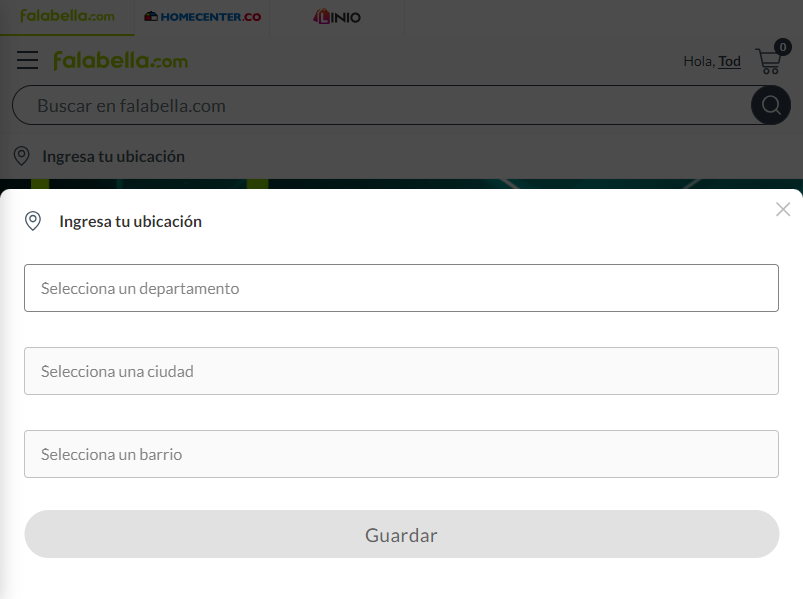 falabella.com
HOMECENTER.CO
LINIO
falabella.com
Hola, Tod
0
Buscar en falabella.com
Ingresa tu ubicación
Ingresa tu ubicación
Selecciona un departamento
Selecciona una ciudad
Selecciona un barrio
Guardar